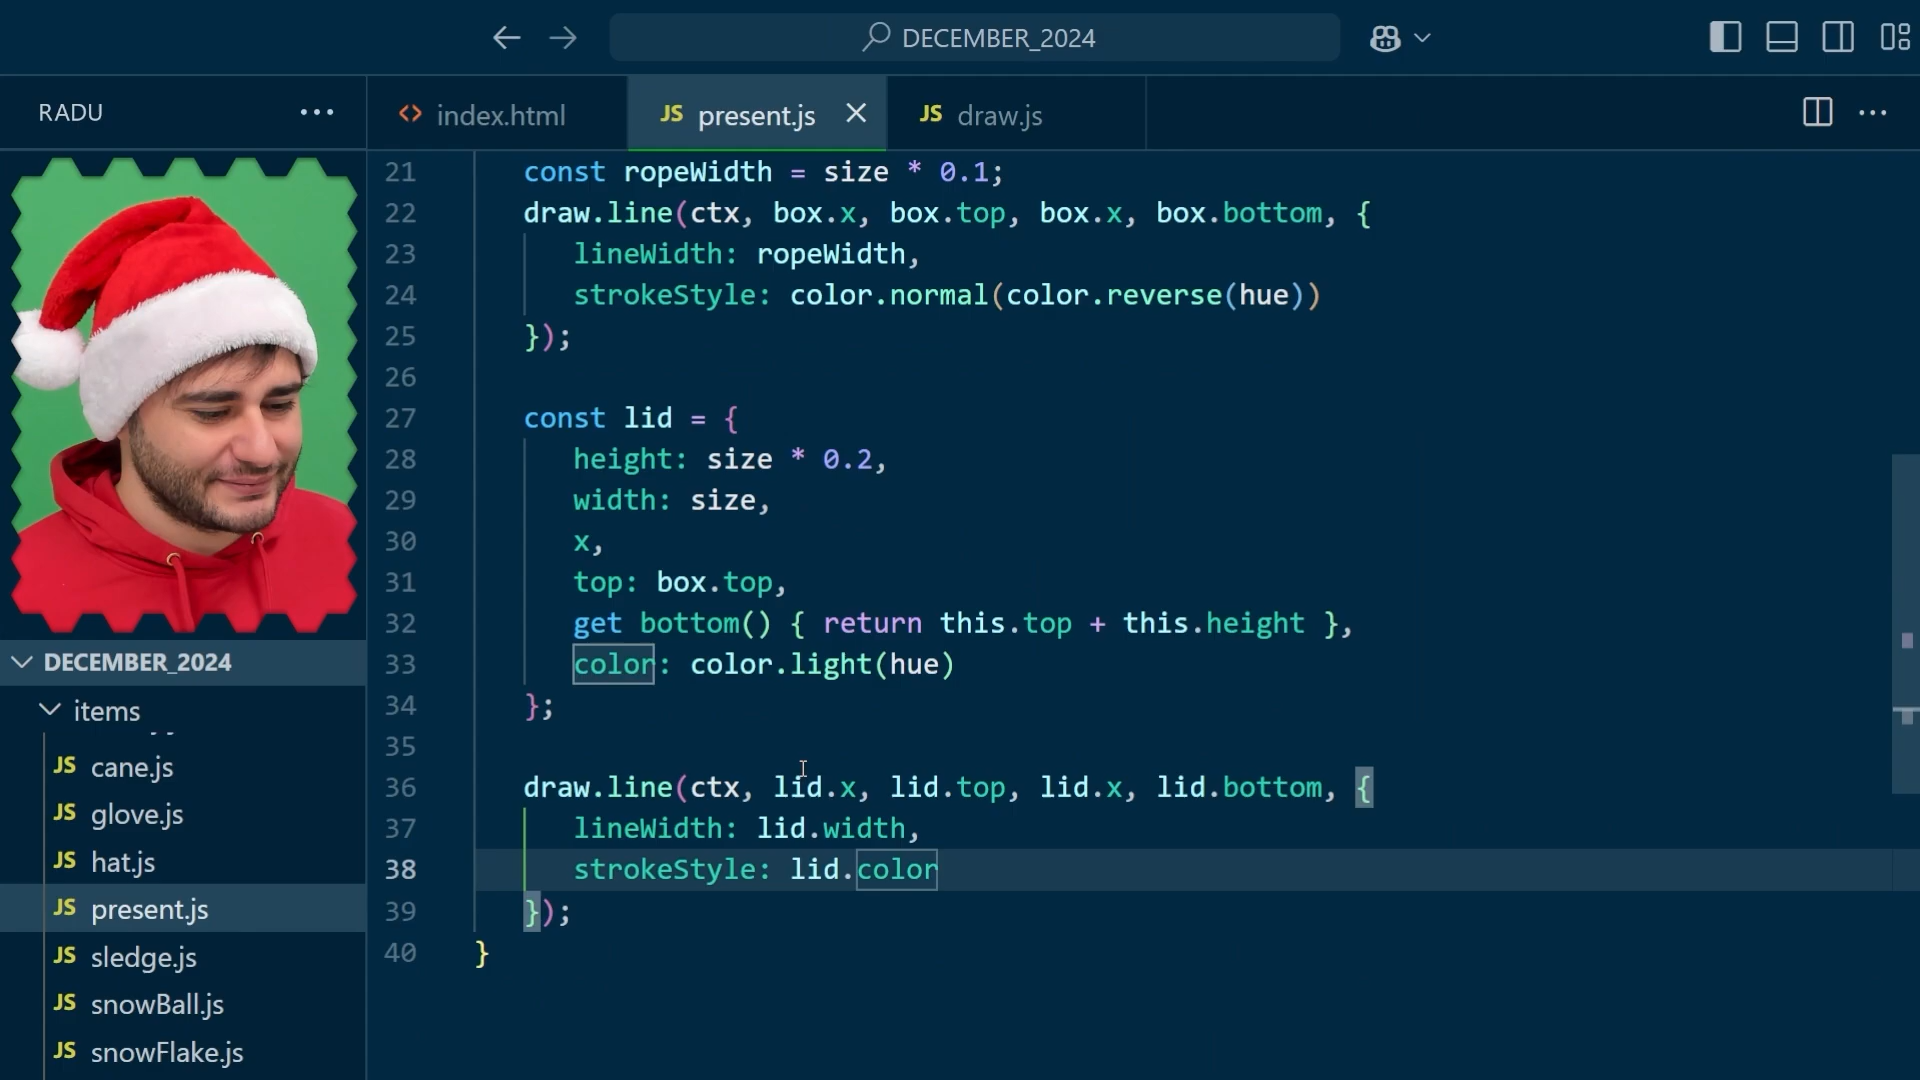 DECEMBER_2024
RADU
index.html
JS present.js
JS draw.js
21 const ropeWidth = size * 0.1;
22 draw.line(ctx, box.x, box.top, box.x, box.bottom, {
23 lineWidth: ropeWidth,
24 strokeStyle: color.normal(color.reverse(hue))
25 });
26
27 const lid = {
28 height: size * 0.2,
29 width: size,
30 x,
31 top: box.top,
32 get bottom() { return this.top + this.height },
33 color: color.light(hue)
34 };
35
36 draw.line(ctx, lid.x, lid.top, lid.x, lid.bottom, {
37 lineWidth: lid.width,
38 strokeStyle: lid.color
39 });
40 }
DECEMBER_2024
items
JS cane.js
JS glove.js
JS hat.js
JS present.js
JS sledge.js
JS snowBall.js
JS snowFlake.js